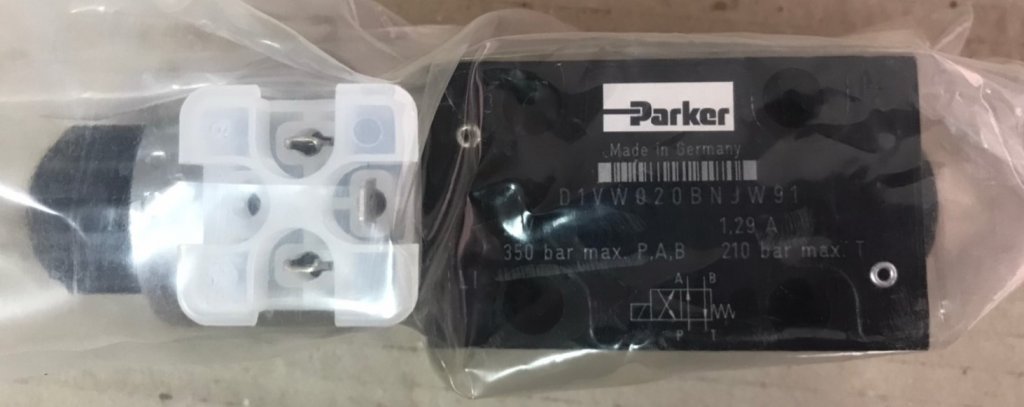 Parker
Made in Germany
D1VW020BNJW91
1.29 A
350 bar max. P,A,B 210 bar max. T
A B
P T